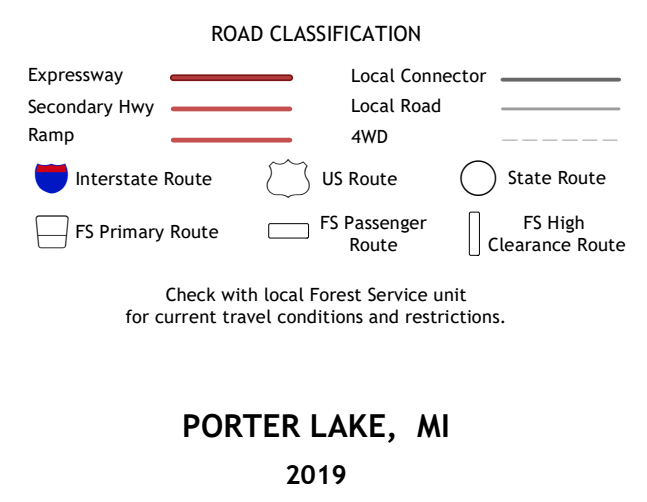 ROAD CLASSIFICATION
Expressway
Local Connector
Secondary Hwy
Local Road
Ramp
4WD
Interstate Route
US Route
State Route
FS Primary Route
FS Passenger
Route
FS High
Clearance Route
Check with local Forest Service unit
for current travel conditions and restrictions.
PORTER LAKE, MI
2019